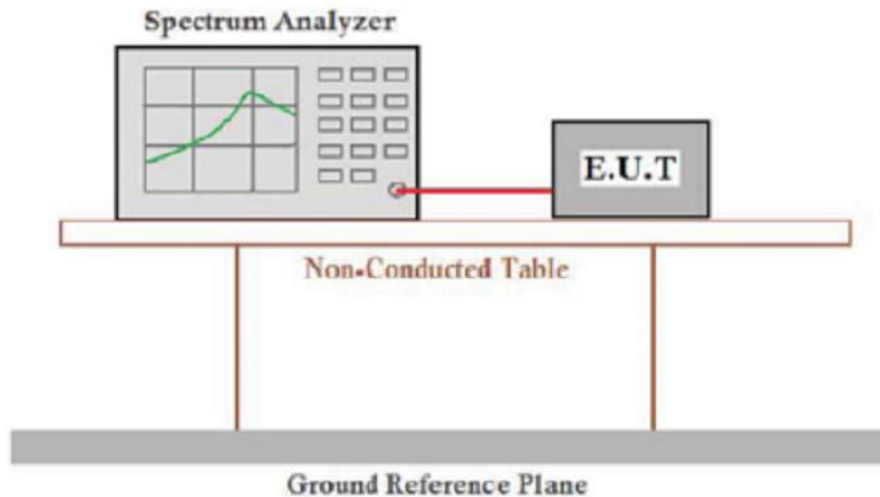 Spectrum Analyzer
E.U.T
Non-Conducted Table
Ground Reference Plane